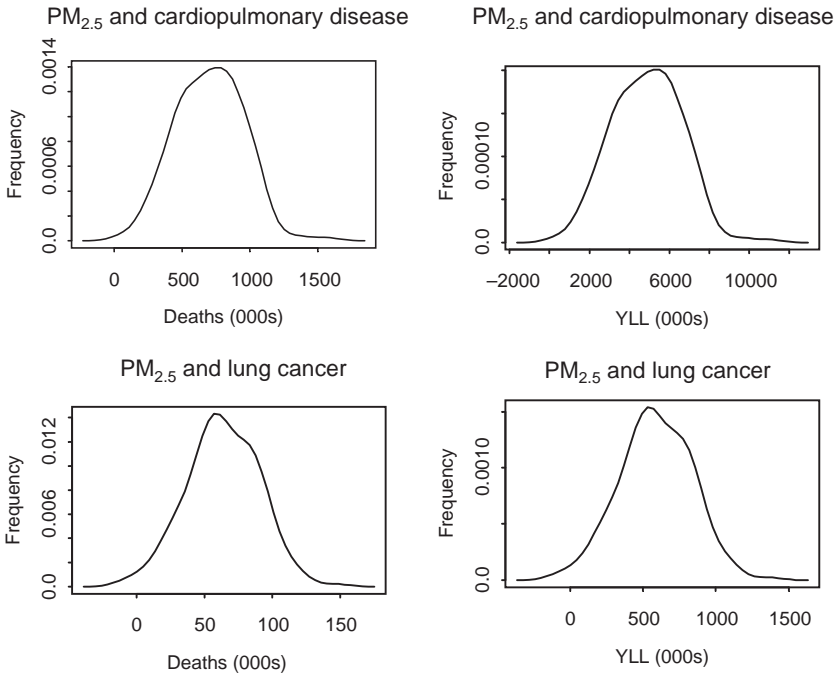 PM2.5 and cardiopulmonary disease
Frequency
0.0014
0.0006
0.0
0 500 1000 1500
Deaths (000s)
PM2.5 and cardiopulmonary disease
Frequency
0.00010
0.0
−2000 2000 6000 10000
YLL (000s)
PM2.5 and lung cancer
Frequency
0.012
0.006
0.0
0 50 100 150
Deaths (000s)
PM2.5 and lung cancer
Frequency
0.0010
0.0
0 500 1000 1500
YLL (000s)